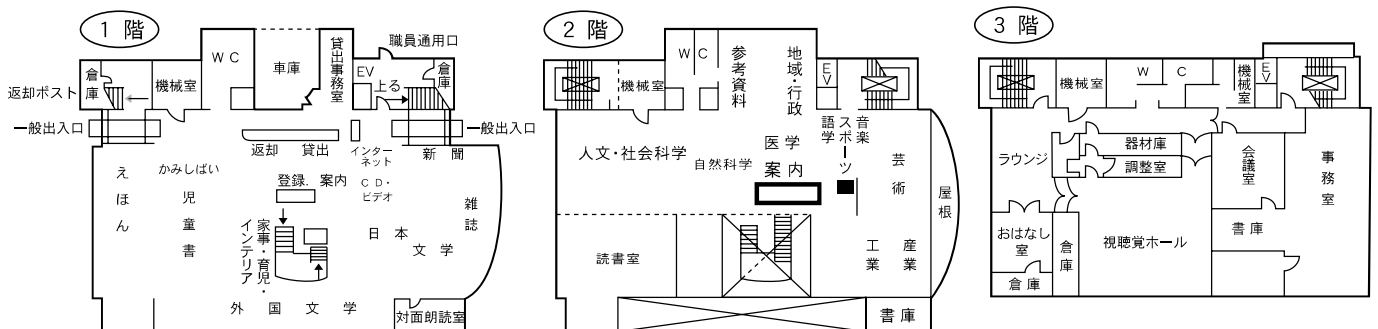 1 階
職員通用口
WC
車庫
貸出事務室
EV
倉庫
上る
倉庫
機械室
返却ポスト
一般出入口
一般出入口
返却
貸出
インターネット
新聞
えほん
かみしばい
児童書
登録. 案内
CD・ビデオ
雑誌
家事・育児・インテリア
日本文学
外国文学
対面朗読室
2 階
WC
参考資料
地域・行政
EV
機械室
人文・社会科学
自然科学
医学
案内
語学
スポーツ
音楽
芸術
屋根
読書室
工業
産業
書庫
3 階
機械室
W C
機械室
EV
ラウンジ
器材庫
調整室
会議室
事務室
おはなし室
倉庫
視聴覚ホール
書庫
倉庫